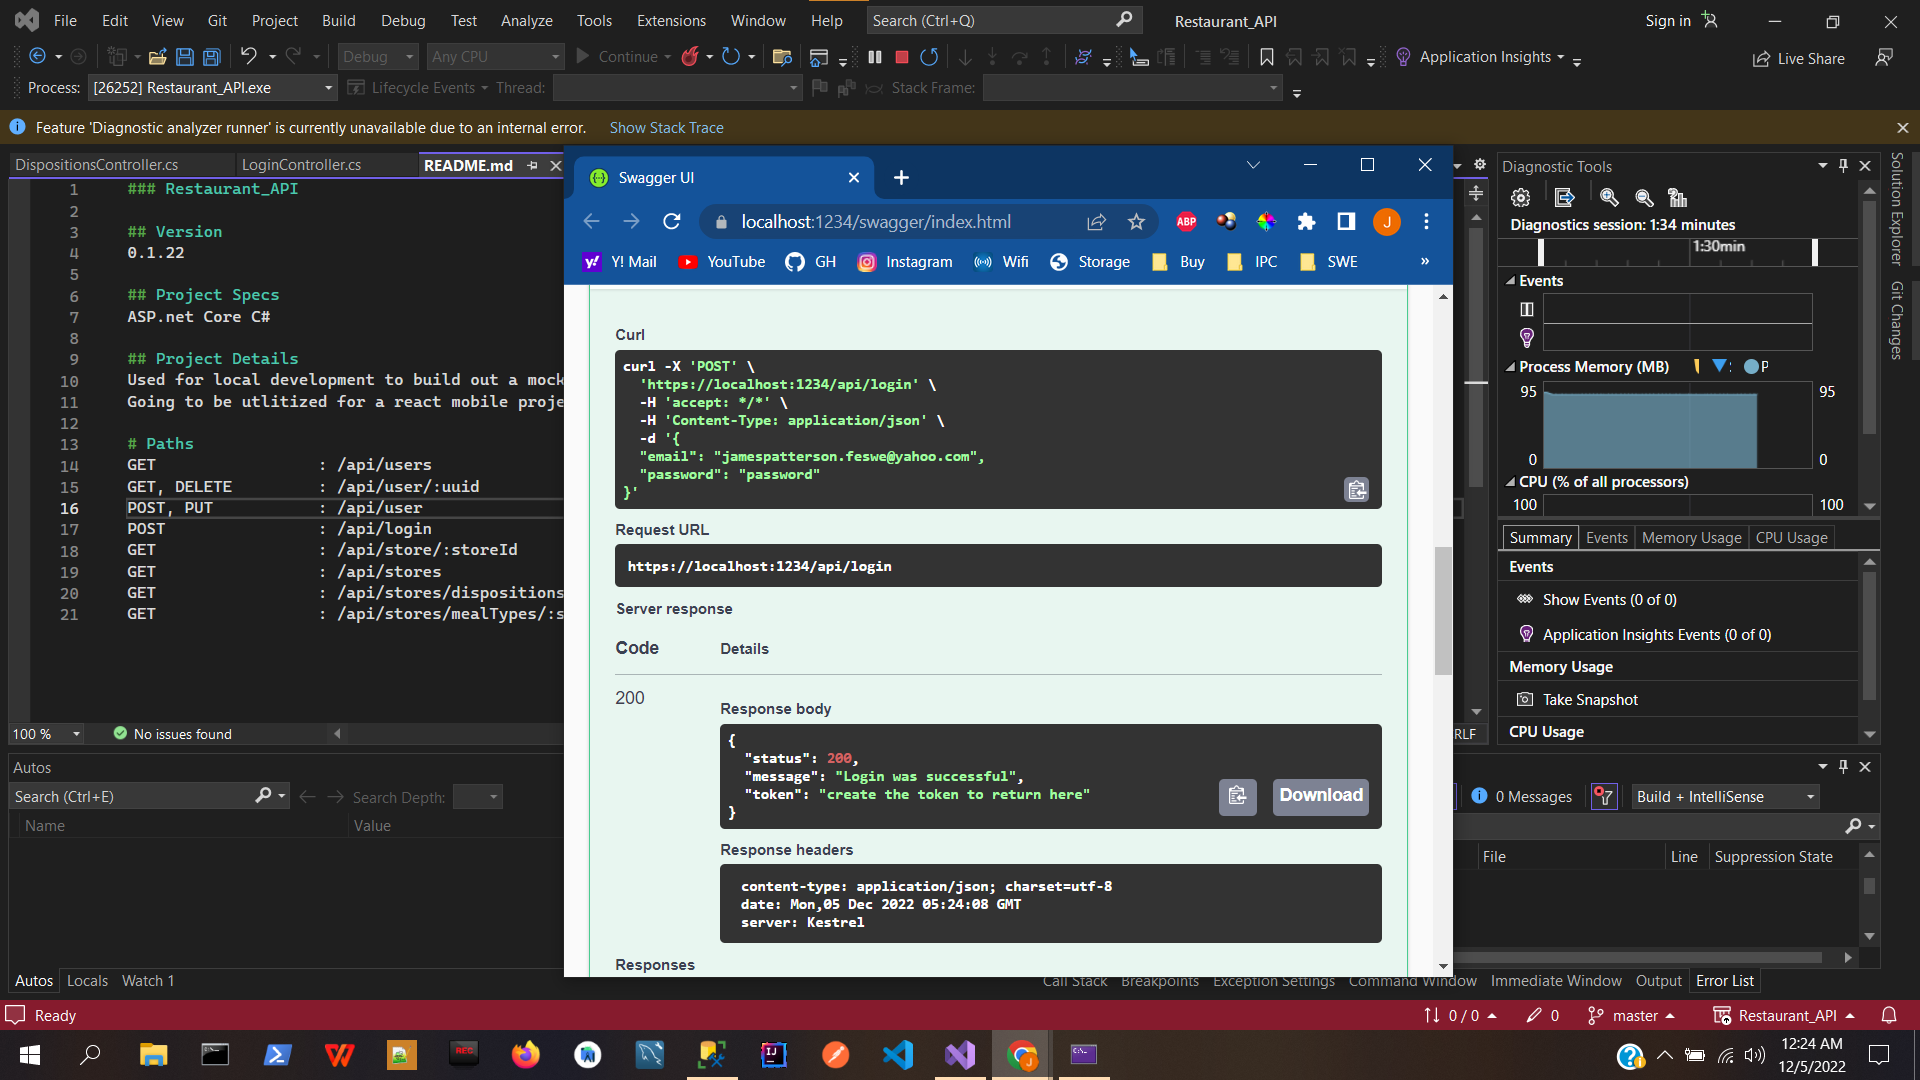 File Edit View Git Project Build Debug Test Analyze Tools Extensions Window Help Search (Ctrl+Q) Restaurant_API Sign in
Debug Any CPU Continue Application Insights Live Share
Process: [26252] Restaurant_API.exe Lifecycle Events Thread: Stack Frame:
Feature 'Diagnostic analyzer runner' is currently unavailable due to an internal error. Show Stack Trace
DispositionsController.cs LoginController.cs README.md
1 ### Restaurant_API
2
3 ## Version
4 0.1.22
5
6 ## Project Specs
7 ASP.net Core C#
8
9 ## Project Details
10 Used for local development to build out a mock
11 Going to be utlitized for a react mobile proje
12
13 # Paths
14 GET : /api/users
15 GET, DELETE : /api/user/:uuid
16 POST, PUT : /api/user
17 POST : /api/login
18 GET : /api/store/:storeId
19 GET : /api/stores
20 GET : /api/stores/dispositions
21 GET : /api/stores/mealTypes/:s
100 % No issues found
RLF
Swagger UI
localhost:1234/swagger/index.html
ABP
J
Y! Mail YouTube GH Instagram Wifi Storage Buy IPC SWE »
Curl
curl -X 'POST' \
'https://localhost:1234/api/login' \
-H 'accept: */*' \
-H 'Content-Type: application/json' \
-d '{
"email": "jamespatterson.feswe@yahoo.com",
"password": "password"
}'
Request URL
https://localhost:1234/api/login
Server response
Code Details
200
Response body
{
"status": 200,
"message": "Login was successful",
"token": "create the token to return here"
}
Download
Response headers
content-type: application/json; charset=utf-8
date: Mon,05 Dec 2022 05:24:08 GMT
server: Kestrel
Responses
Diagnostic Tools
Diagnostics session: 1:34 minutes
1:30min
Events
Process Memory (MB) P
95 95
0 0
CPU (% of all processors)
100 100
Summary Events Memory Usage CPU Usage
Events
Show Events (0 of 0)
Application Insights Events (0 of 0)
Memory Usage
Take Snapshot
CPU Usage
Solution Explorer
Git Changes
Autos
Search (Ctrl+E) Search Depth:
Name Value
0 Messages Build + IntelliSense
File Line Suppression State
Autos Locals Watch 1
Call Stack Breakpoints Exception Settings Command Window Immediate Window Output Error List
Ready 0 / 0 0 master Restaurant_API
REC
12:24 AM
12/5/2022